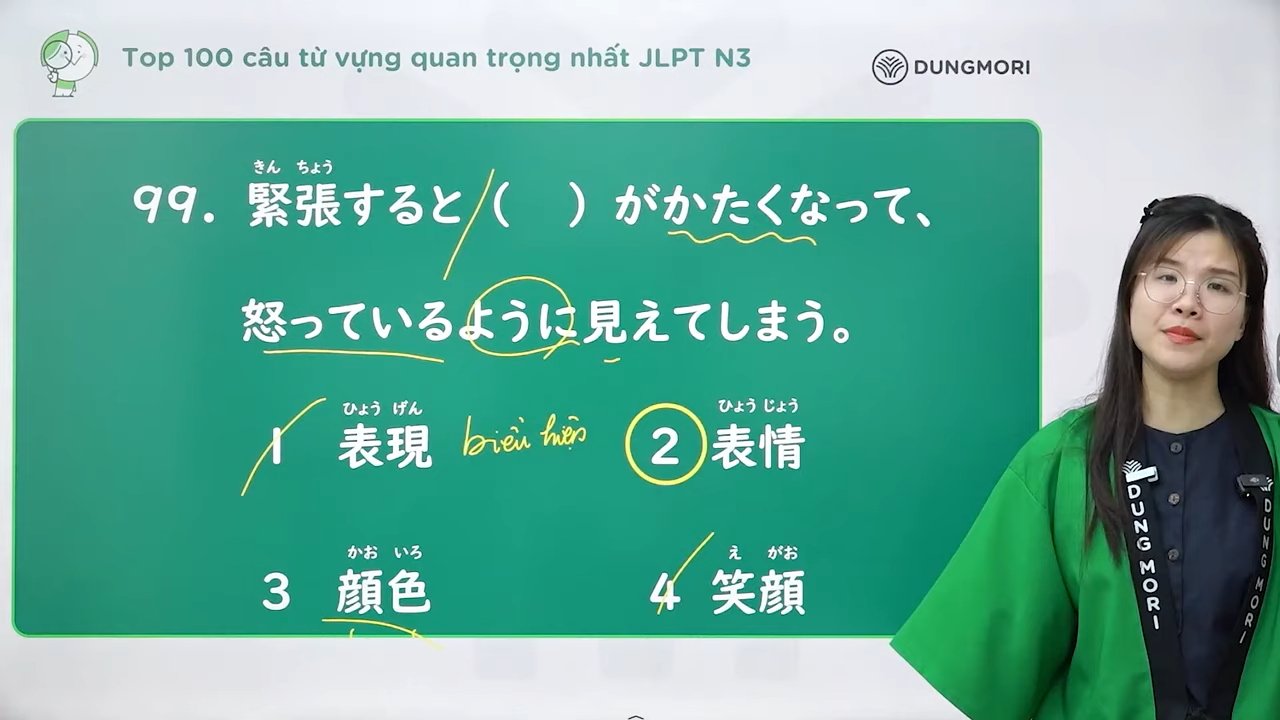 Top 100 câu từ vựng quan trọng nhất JLPT N3
DUNGMORI
きん ちょう
99. 緊張すると ( ) がかたくなって、
怒っているように見えてしまう。
ひょう げん
1 表現 biểu hiện
ひょう じょう
2 表情
かお いろ
3 顔色
え がお
4 笑顔
DUNG MORI
DUNG MORI